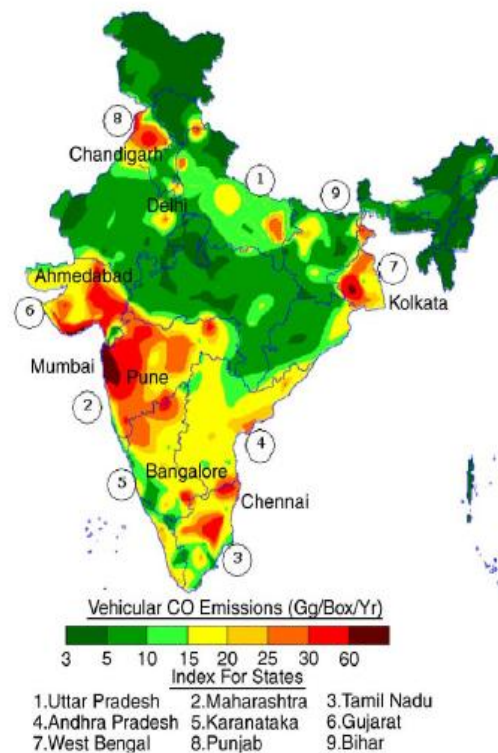 8
Chandigarh
1
9
Delhi
Ahmedabad
7
6
Kolkata
Mumbai
Pune
2
4
Bangalore
5
Chennai
3
Vehicular CO Emissions (Gg/Box/Yr)
3 5 10 15 20 25 30 60
Index For States
1.Uttar Pradesh 2.Maharashtra 3.Tamil Nadu
4.Andhra Pradesh 5.Karanataka 6.Gujarat
7.West Bengal 8.Punjab 9.Bihar